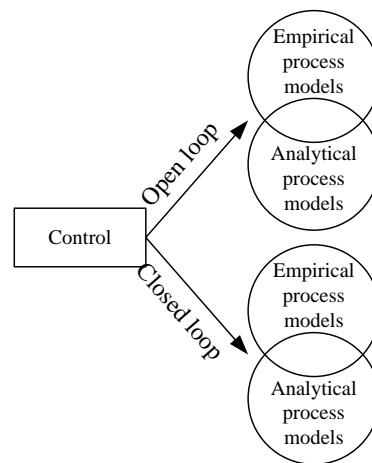 Empirical
process
models
Analytical
process
models
Open loop
Control
Closed loop
Empirical
process
models
Analytical
process
models